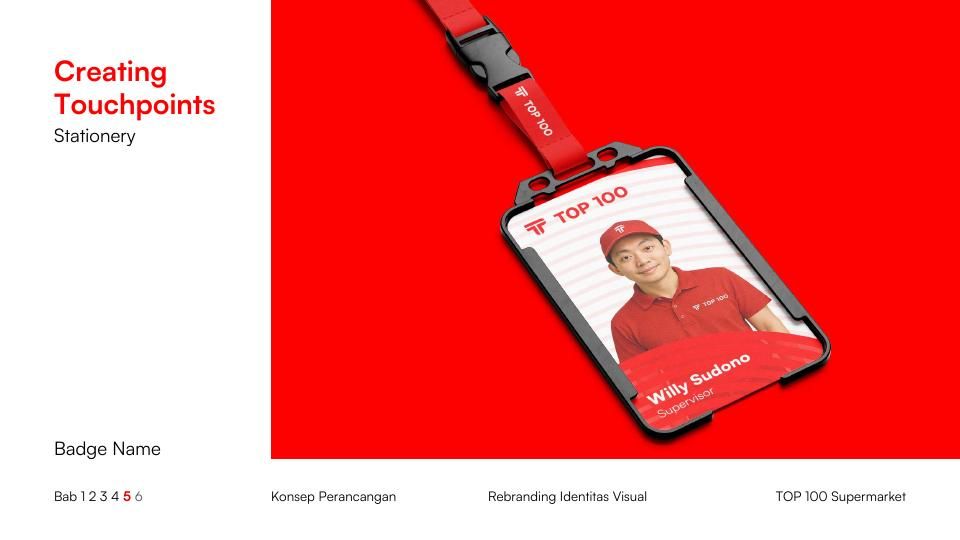 Creating
Touchpoints
Stationery
TOP 100
TOP 100
TOP 100
Willy Sudono
Supervisor
Badge Name
Bab 1 2 3 4 5 6
Konsep Perancangan
Rebranding Identitas Visual
TOP 100 Supermarket